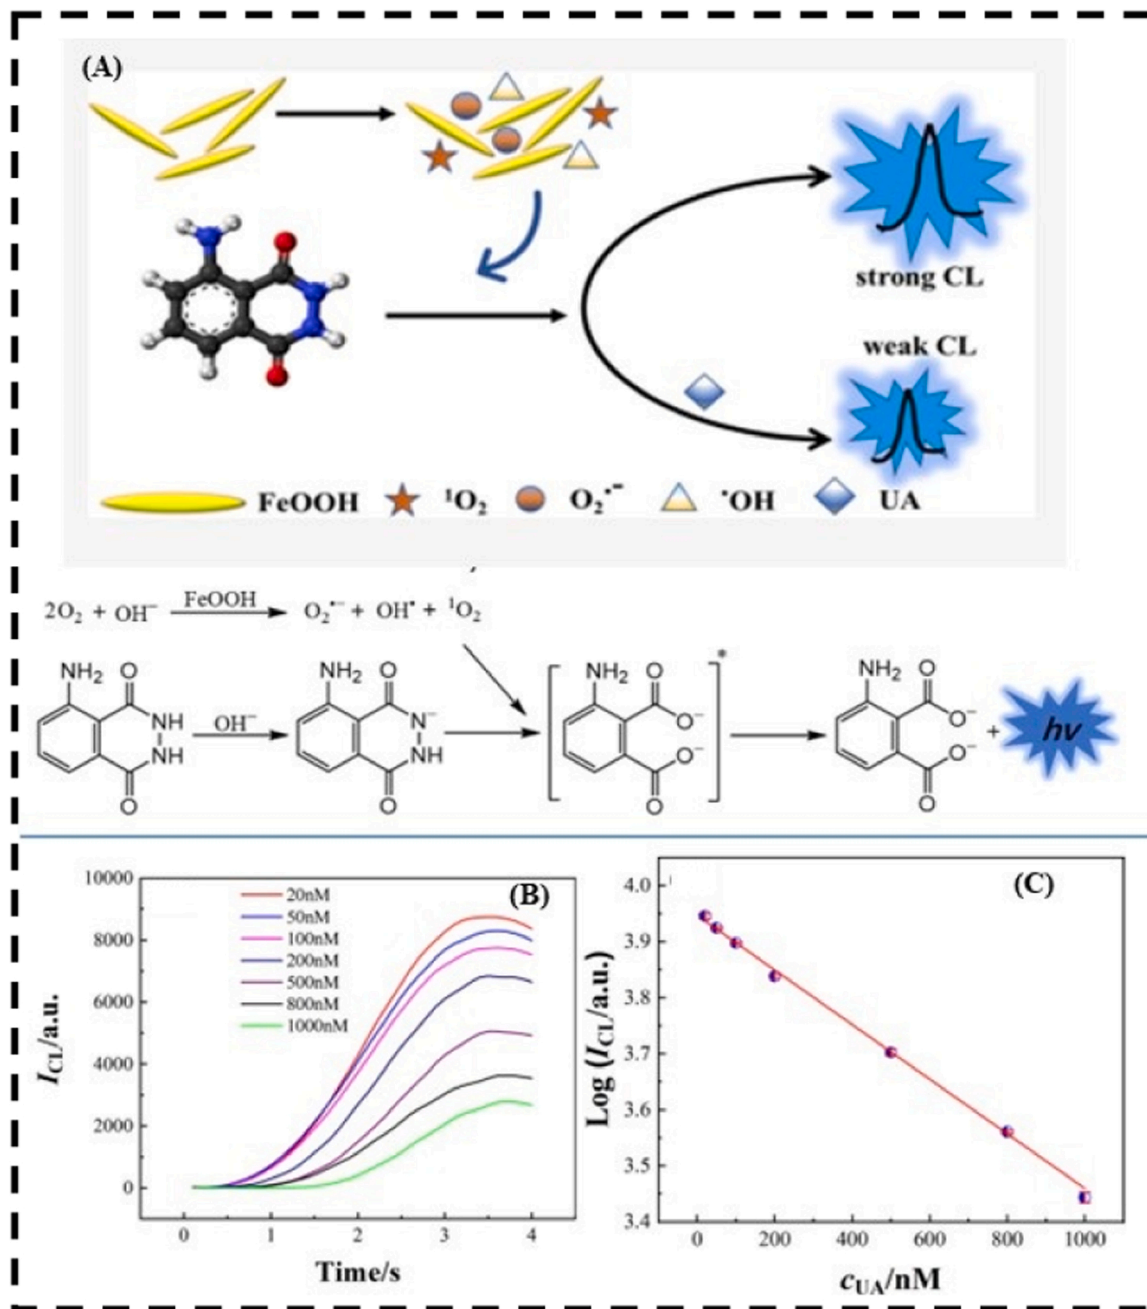 (A)
strong CL
weak CL
FeOOH ¹O₂ O₂•⁻ •OH UA
2O₂ + OH⁻ FeOOH O₂•⁻ + OH• + ¹O₂
NH₂ O NH NH O
OH⁻
NH₂ O N⁻ NH O
NH₂ O O⁻ O⁻ O *
NH₂ O O⁻ O⁻ O + hv
(B)
10000
8000
6000
4000
2000
0
I_CL/a.u.
20nM
50nM
100nM
200nM
500nM
800nM
1000nM
0 1 2 3 4
Time/s
(C)
4.0
3.9
3.8
3.7
3.6
3.5
3.4
Log (I_CL/a.u.)
0 200 400 600 800 1000
c_UA/nM